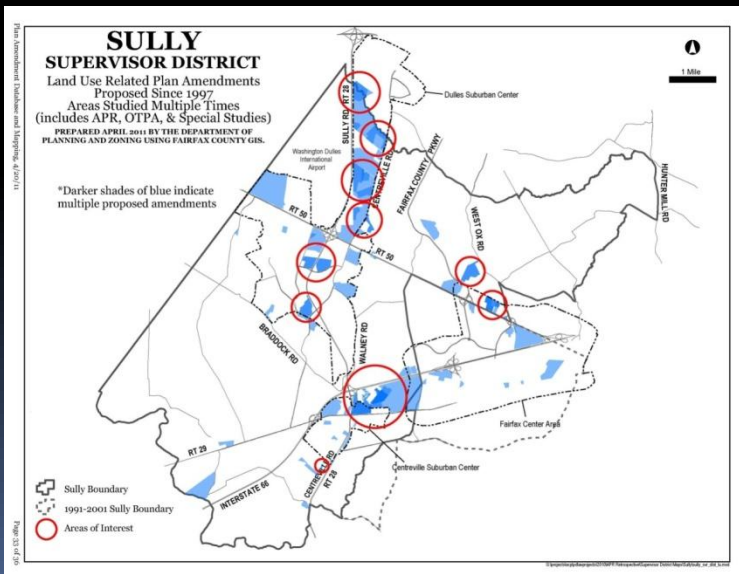 SULLY
SUPERVISOR DISTRICT
Land Use Related Plan Amendments
Proposed Since 1997
Areas Studied Multiple Times
(includes APR, OTPA, & Special Studies)
PREPARED APRIL 2011 BY THE DEPARTMENT OF
PLANNING AND ZONING USING FAIRFAX COUNTY GIS.
*Darker shades of blue indicate
multiple proposed amendments
1 Mile
Dulles Suburban Center
Washington Dulles
International
Airport
SULLY RD
RT 28
CENTREVILLE RD
FAIRFAX COUNTY PKWY
HUNTER MILL RD
WEST OX RD
RT 50
RT 50
BRADDOCK RD
WALNEY RD
Fairfax Center Area
Centreville Suburban Center
RT 29
INTERSTATE 66
CENTREVILLE RD
RT 28
Sully Boundary
1991-2001 Sully Boundary
Areas of Interest
Plan Amendment Database and Mapping, 4/20/11
Page 33 of 36